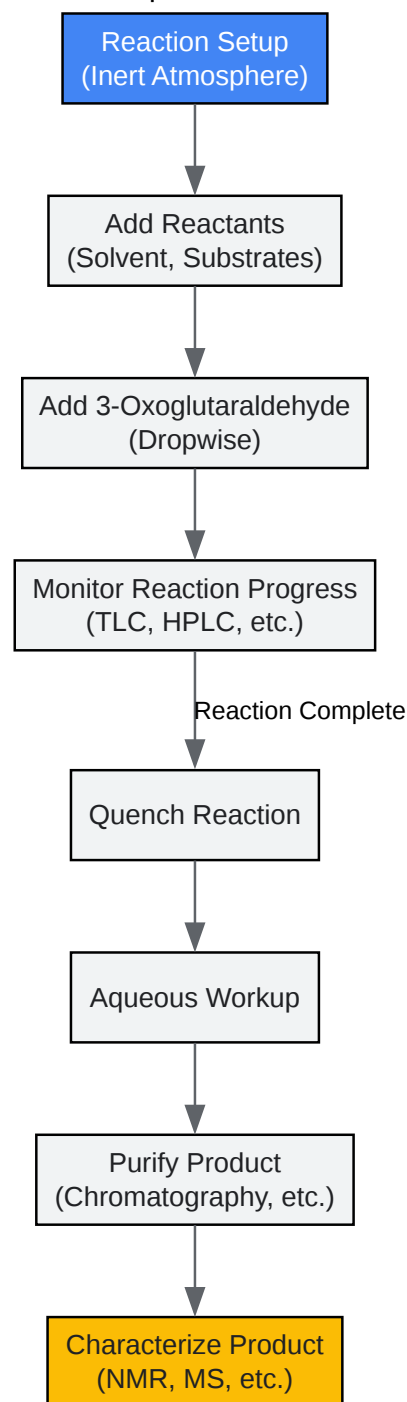 Reaction Setup
(Inert Atmosphere)
Add Reactants
(Solvent, Substrates)
Add 3-Oxoglutaraldehyde
(Dropwise)
Monitor Reaction Progress
(TLC, HPLC, etc.)
Reaction Complete
Quench Reaction
Aqueous Workup
Purify Product
(Chromatography, etc.)
Characterize Product
(NMR, MS, etc.)